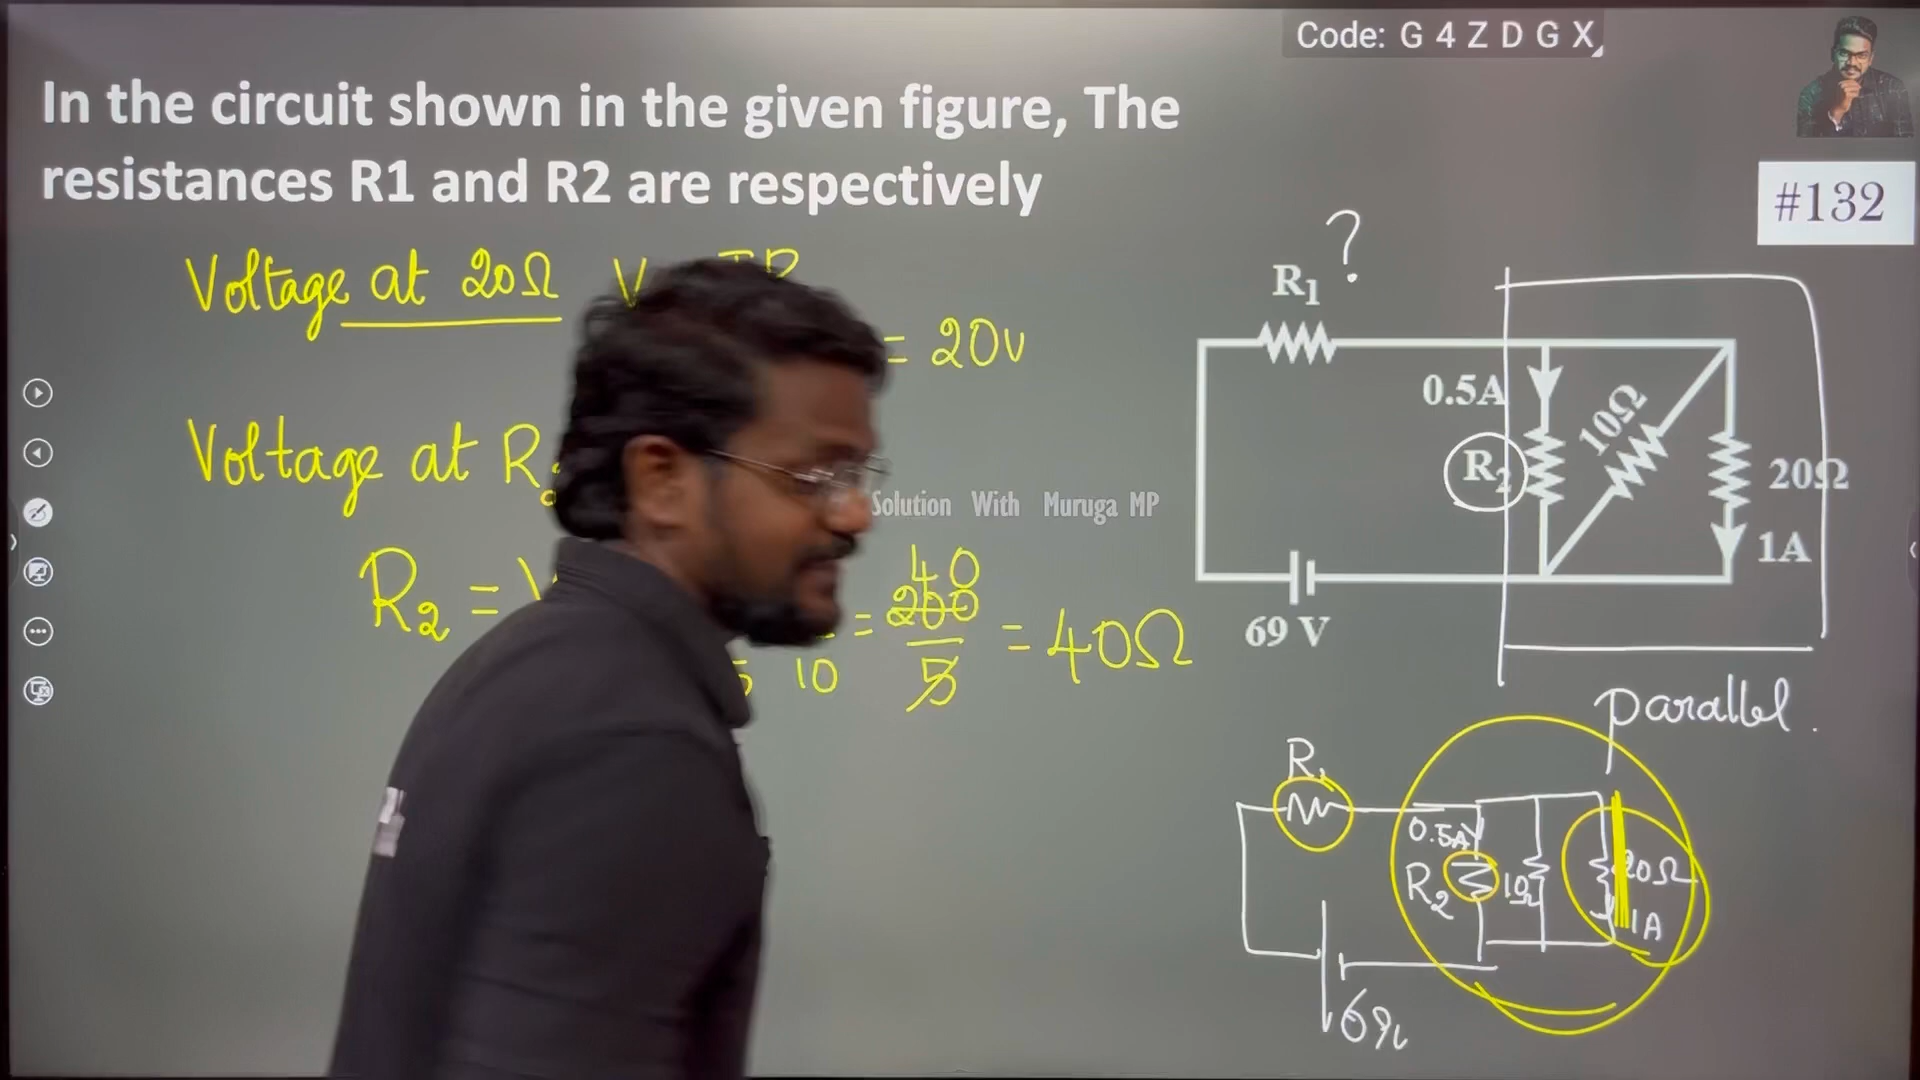 Code: G 4 Z D G X
In the circuit shown in the given figure, The
resistances R1 and R2 are respectively
#132
Voltage at 20Ω
= 20v
Voltage at R
R₂ =
10
= 200
40
5
= 40Ω
Solution With Muruga MP
?
R₁
0.5A
R₂
10Ω
20Ω
1A
69 V
parallel.
R₁
0.5A
R₂
10Ω
20Ω
1A